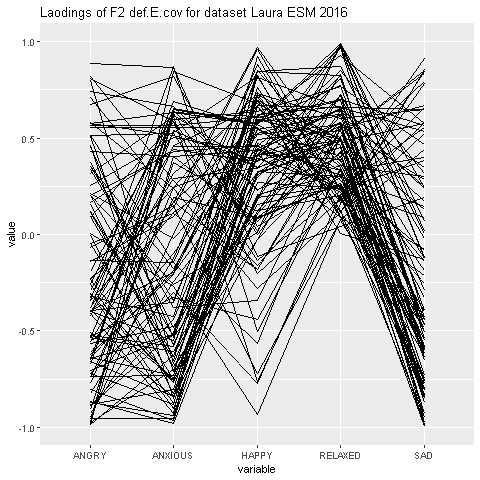 Laodings of F2 def.E.cov for dataset Laura ESM 2016
1.0
0.5
0.0
-0.5
-1.0
value
ANGRY ANXIOUS HAPPY RELAXED SAD
variable